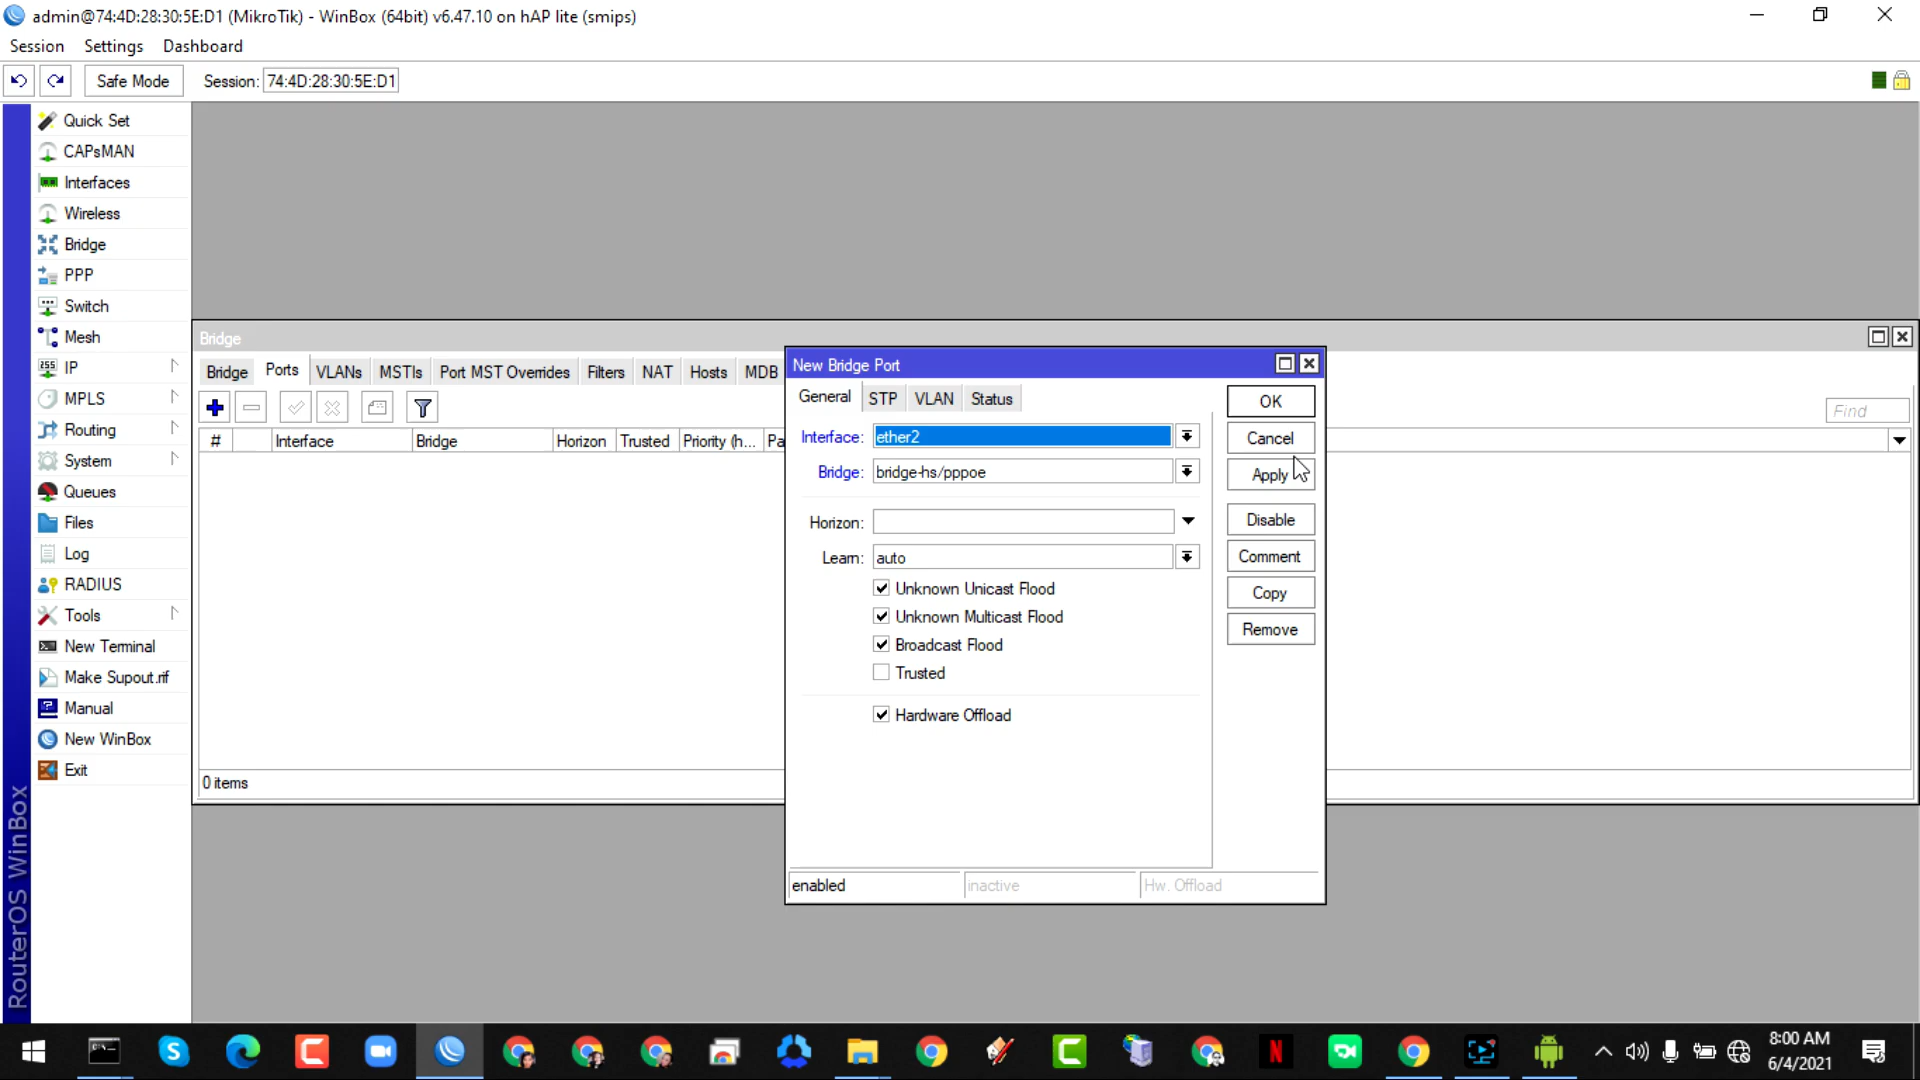 admin@74:4D:28:30:5E:D1 (MikroTik) - WinBox (64bit) v6.47.10 on hAP lite (smips)
Session Settings Dashboard
Safe Mode Session: 74:4D:28:30:5E:D1
Quick Set
CAPsMAN
Interfaces
Wireless
Bridge
PPP
Switch
Mesh
IP
MPLS
Routing
System
Queues
Files
Log
RADIUS
Tools
New Terminal
Make Supout.rif
Manual
New WinBox
Exit
RouterOS WinBox
Bridge
Bridge Ports VLANs MSTIs Port MST Overrides Filters NAT Hosts MDB
Find
# Interface Bridge Horizon Trusted Priority (h... Pa
0 items
New Bridge Port
General STP VLAN Status
Interface: ether2
Bridge: bridge-hs/pppoe
Horizon:
Learn: auto
Unknown Unicast Flood
Unknown Multicast Flood
Broadcast Flood
Trusted
Hardware Offload
OK
Cancel
Apply
Disable
Comment
Copy
Remove
enabled inactive Hw. Offload
8:00 AM
6/4/2021